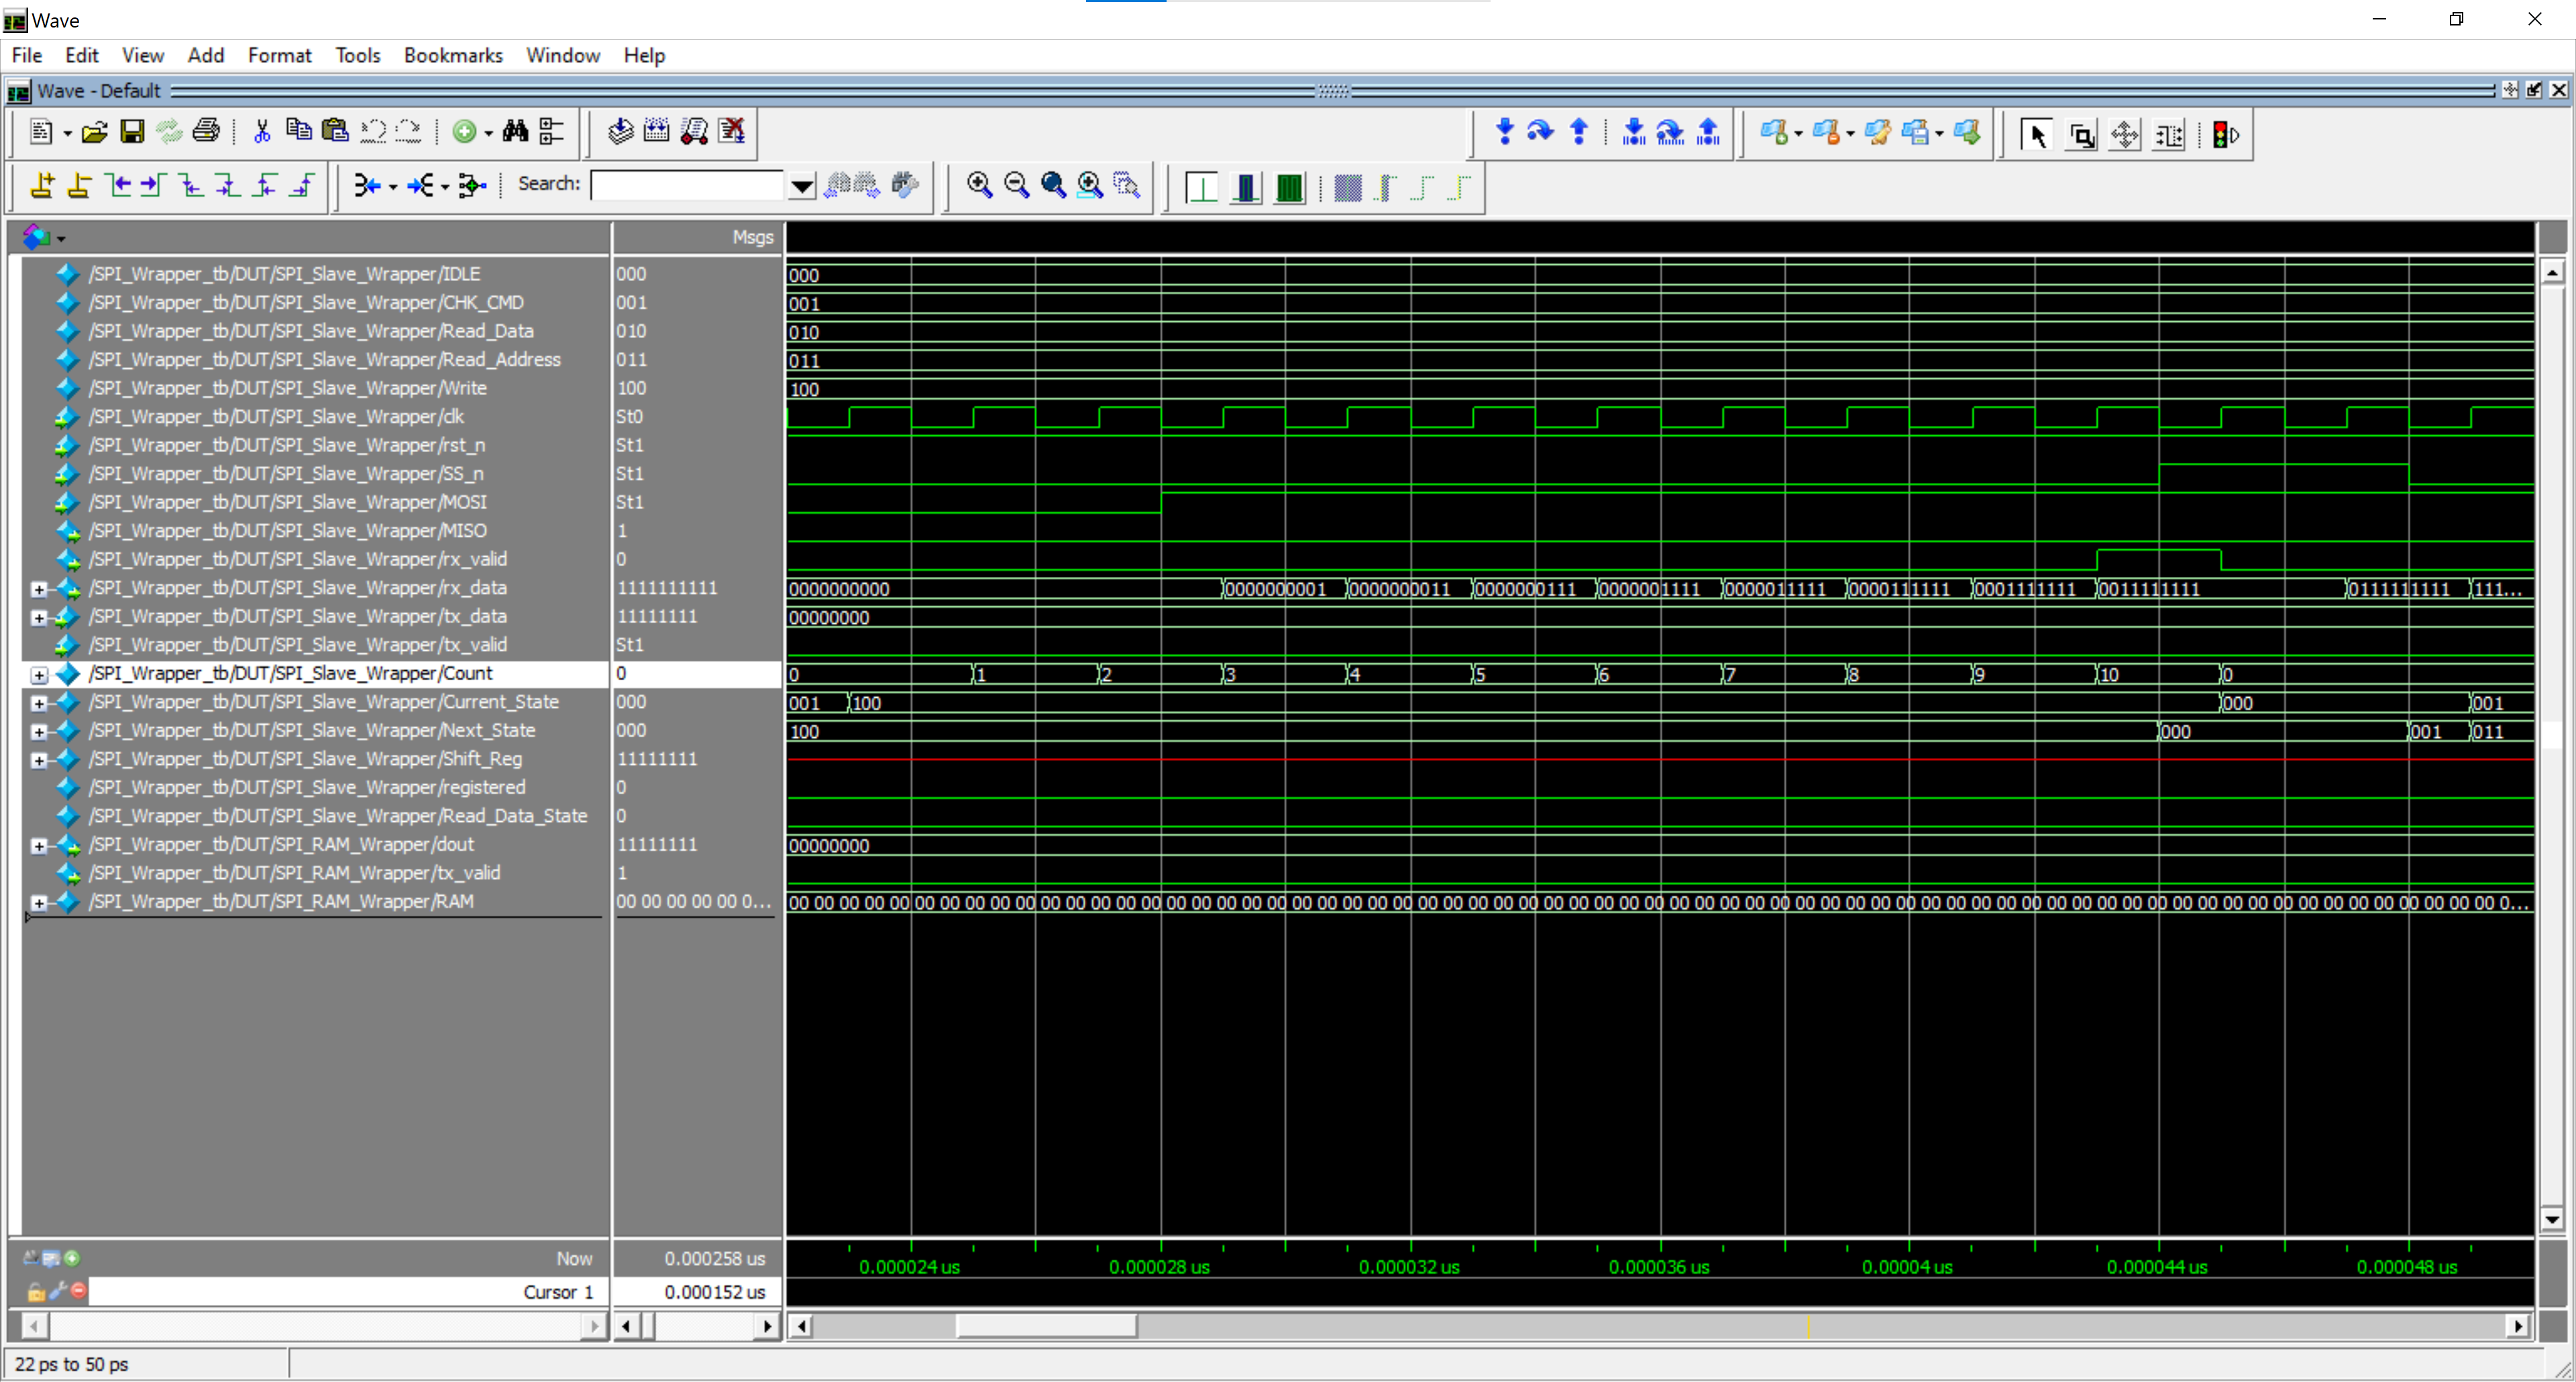 Wave
File Edit View Add Format Tools Bookmarks Window Help
Wave - Default
Search:
Msgs
/SPI_Wrapper_tb/DUT/SPI_Slave_Wrapper/IDLE 000 000
/SPI_Wrapper_tb/DUT/SPI_Slave_Wrapper/CHK_CMD 001 001
/SPI_Wrapper_tb/DUT/SPI_Slave_Wrapper/Read_Data 010 010
/SPI_Wrapper_tb/DUT/SPI_Slave_Wrapper/Read_Address 011 011
/SPI_Wrapper_tb/DUT/SPI_Slave_Wrapper/Write 100 100
/SPI_Wrapper_tb/DUT/SPI_Slave_Wrapper/clk St0
/SPI_Wrapper_tb/DUT/SPI_Slave_Wrapper/rst_n St1
/SPI_Wrapper_tb/DUT/SPI_Slave_Wrapper/SS_n St1
/SPI_Wrapper_tb/DUT/SPI_Slave_Wrapper/MOSI St1
/SPI_Wrapper_tb/DUT/SPI_Slave_Wrapper/MISO 1
/SPI_Wrapper_tb/DUT/SPI_Slave_Wrapper/rx_valid 0
/SPI_Wrapper_tb/DUT/SPI_Slave_Wrapper/rx_data 1111111111 0000000000 0000000001 0000000011 0000000111 0000001111 0000011111 0000111111 0001111111 0011111111 0111111111 111...
/SPI_Wrapper_tb/DUT/SPI_Slave_Wrapper/tx_data 11111111 00000000
/SPI_Wrapper_tb/DUT/SPI_Slave_Wrapper/tx_valid St1
/SPI_Wrapper_tb/DUT/SPI_Slave_Wrapper/Count 0 0 1 2 3 4 5 6 7 8 9 10 0
/SPI_Wrapper_tb/DUT/SPI_Slave_Wrapper/Current_State 000 001 100 000 001
/SPI_Wrapper_tb/DUT/SPI_Slave_Wrapper/Next_State 000 100 000 001 011
/SPI_Wrapper_tb/DUT/SPI_Slave_Wrapper/Shift_Reg 11111111
/SPI_Wrapper_tb/DUT/SPI_Slave_Wrapper/registered 0
/SPI_Wrapper_tb/DUT/SPI_Slave_Wrapper/Read_Data_State 0
/SPI_Wrapper_tb/DUT/SPI_RAM_Wrapper/dout 11111111 00000000
/SPI_Wrapper_tb/DUT/SPI_RAM_Wrapper/tx_valid 1
/SPI_Wrapper_tb/DUT/SPI_RAM_Wrapper/RAM 00 00 00 00 00 0... 00 00 00 00 00 00 00 00 00 00 00 00 00 00 00 00 00 00 00 00 00 00 00 00 00 00 00 00 00 00 00 00 00 00 00 00 00 00 00 00 00 00 00 00 00 00 00 00 00 00 00 00 00 00 00 00 00 00 00 00 00 00 00 00 00 00 00 00 0...
Now 0.000258 us
0.000024 us 0.000028 us 0.000032 us 0.000036 us 0.00004 us 0.000044 us 0.000048 us
Cursor 1 0.000152 us
22 ps to 50 ps